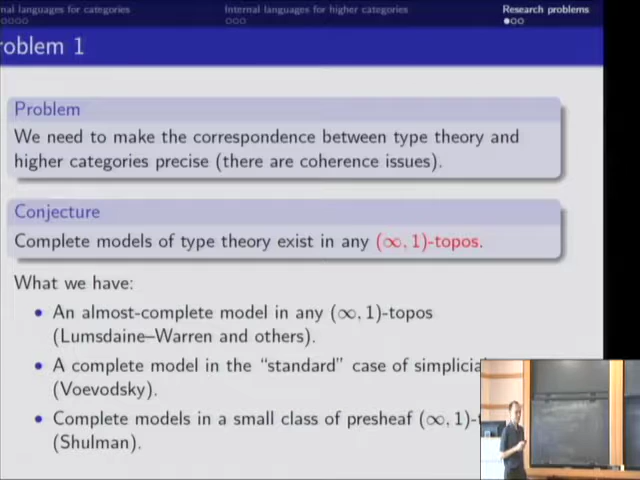 nal languages for categories Internal languages for higher categories Research problems
roblem 1
Problem
We need to make the correspondence between type theory and
higher categories precise (there are coherence issues).
Conjecture
Complete models of type theory exist in any (∞, 1)-topos.
What we have:
• An almost-complete model in any (∞, 1)-topos
(Lumsdaine–Warren and others).
• A complete model in the “standard” case of simplicia
(Voevodsky).
• Complete models in a small class of presheaf (∞, 1)-t
(Shulman).